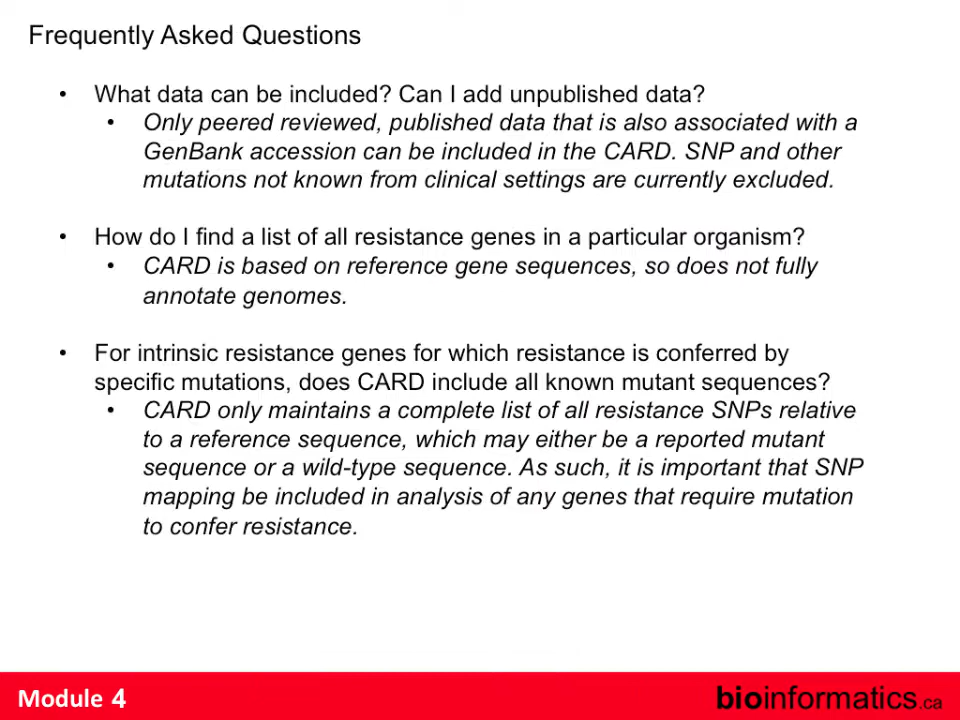 Frequently Asked Questions
• What data can be included? Can I add unpublished data?
• Only peered reviewed, published data that is also associated with a
GenBank accession can be included in the CARD. SNP and other
mutations not known from clinical settings are currently excluded.
• How do I find a list of all resistance genes in a particular organism?
• CARD is based on reference gene sequences, so does not fully
annotate genomes.
• For intrinsic resistance genes for which resistance is conferred by
specific mutations, does CARD include all known mutant sequences?
• CARD only maintains a complete list of all resistance SNPs relative
to a reference sequence, which may either be a reported mutant
sequence or a wild-type sequence. As such, it is important that SNP
mapping be included in analysis of any genes that require mutation
to confer resistance.
Module 4
bioinformatics.ca